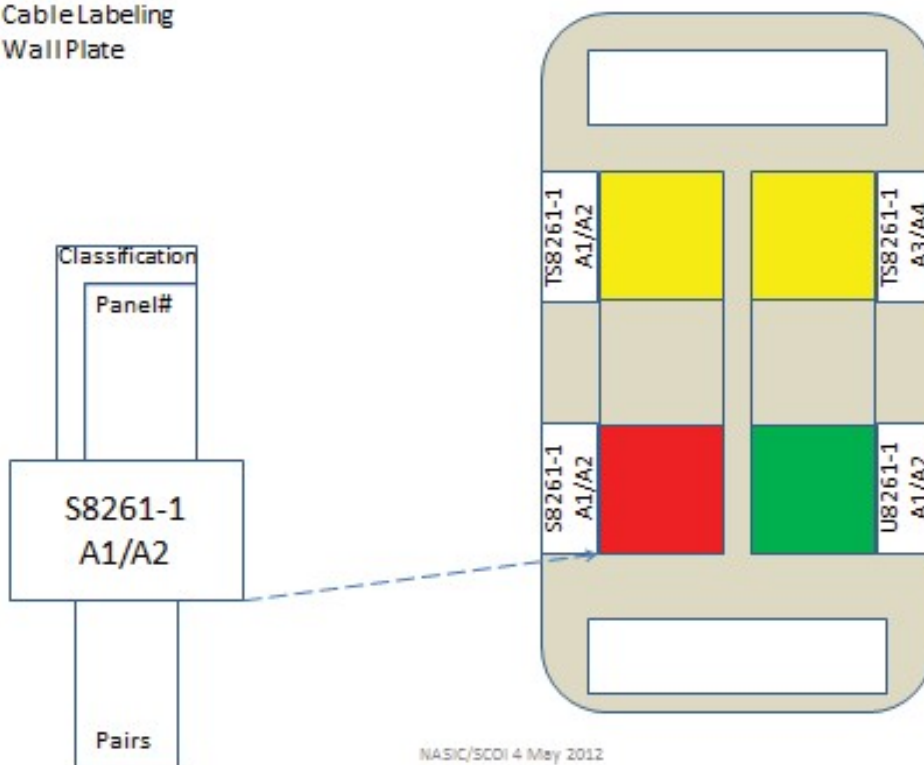 Cable Labeling
Wall Plate
Classification
Panel#
S8261-1
A1/A2
Pairs
TS8261-1
A1/A2
TS8261-1
A3/A4
S8261-1
A1/A2
U8261-1
A1/A2
NASIC/SCOI 4 May 2012